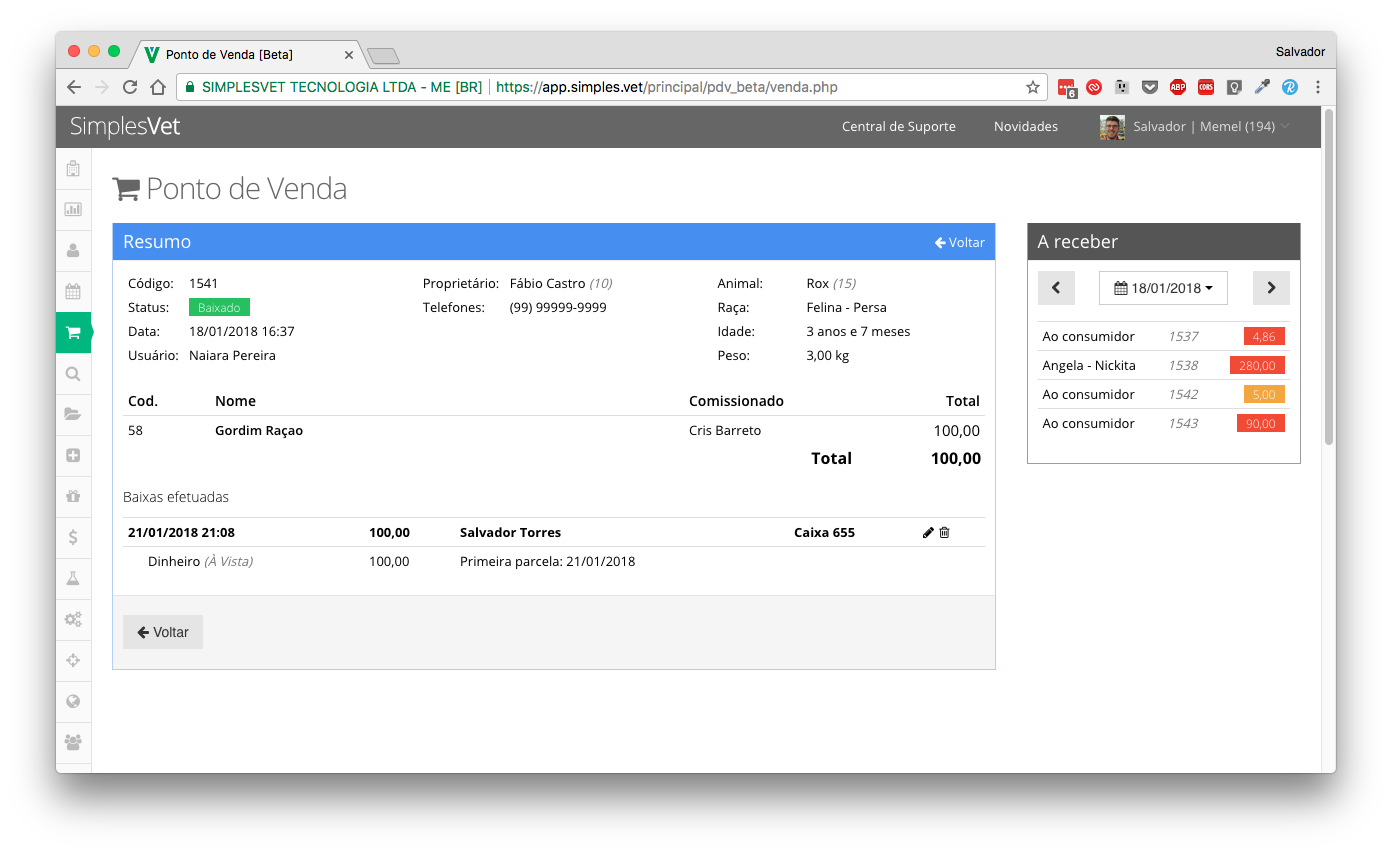 Ponto de Venda [Beta]
Salvador
SIMPLESVET TECNOLOGIA LTDA - ME [BR]
https://app.simples.vet/principal/pdv_beta/venda.php
6
ABP
CORS
SimplesVet
Central de Suporte
Novidades
Salvador | Memel (194)
Ponto de Venda
Resumo
Voltar
Código: 1541
Status: Baixado
Data: 18/01/2018 16:37
Usuário: Naiara Pereira
Proprietário: Fábio Castro (10)
Telefones: (99) 99999-9999
Animal: Rox (15)
Raça: Felina - Persa
Idade: 3 anos e 7 meses
Peso: 3,00 kg
Cod. Nome Comissionado Total
58 Gordim Raçao Cris Barreto 100,00
Total 100,00
Baixas efetuadas
21/01/2018 21:08 100,00 Salvador Torres Caixa 655
Dinheiro (À Vista) 100,00 Primeira parcela: 21/01/2018
Voltar
A receber
18/01/2018
Ao consumidor 1537 4,86
Angela - Nickita 1538 280,00
Ao consumidor 1542 5,00
Ao consumidor 1543 90,00